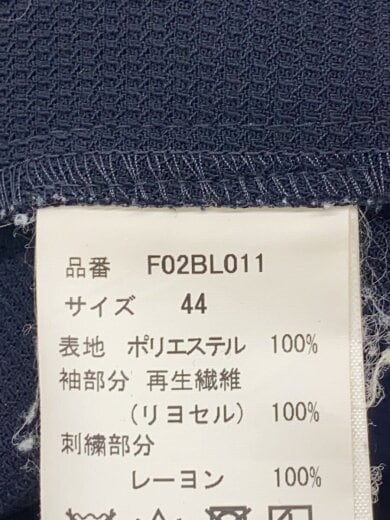 品番 F02BL011
サイズ 44
表地 ポリエステル 100%
袖部分 再生繊維
(リヨセル) 100%
刺繍部分
レーヨン 100%